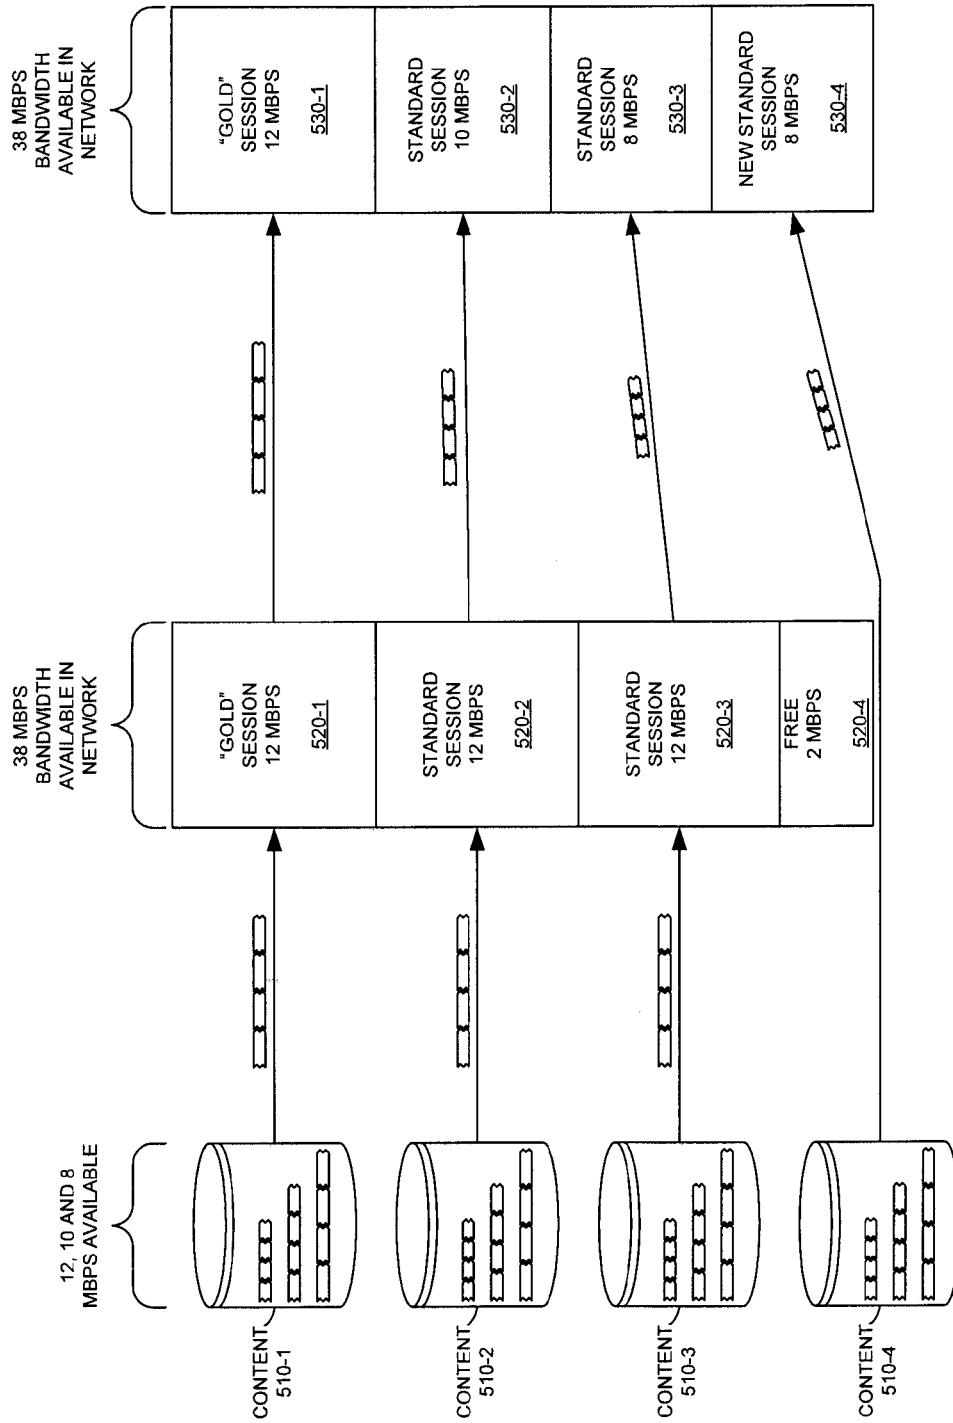 12, 10 AND 8
MBPS AVAILABLE
38 MBPS
BANDWIDTH
AVAILABLE IN
NETWORK
38 MBPS
BANDWIDTH
AVAILABLE IN
NETWORK
CONTENT
510-1
"GOLD"
SESSION
12 MBPS
520-1
"GOLD"
SESSION
12 MBPS
530-1
CONTENT
510-2
STANDARD
SESSION
12 MBPS
520-2
STANDARD
SESSION
10 MBPS
530-2
CONTENT
510-3
STANDARD
SESSION
12 MBPS
520-3
STANDARD
SESSION
8 MBPS
530-3
CONTENT
510-4
FREE
2 MBPS
520-4
NEW STANDARD
SESSION
8 MBPS
530-4